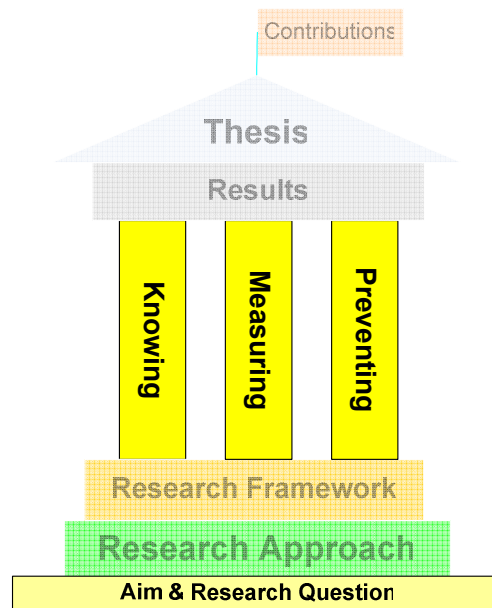 Contributions
Thesis
Results
Knowing
Measuring
Preventing
Research Framework
Research Approach
Aim & Research Question